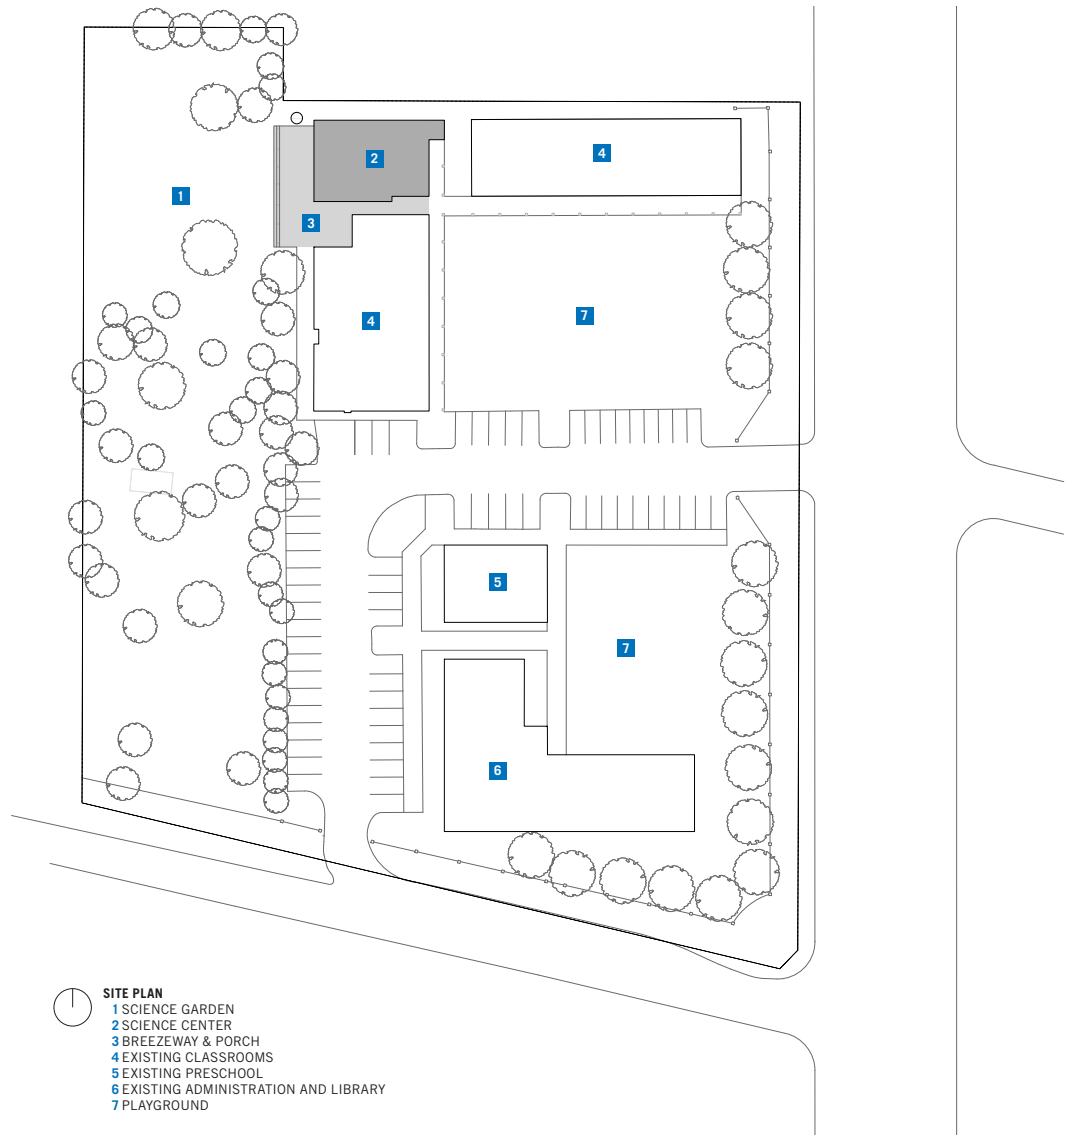 2
4
1
3
4
7
5
7
6
SITE PLAN
1 SCIENCE GARDEN
2 SCIENCE CENTER
3 BREEZEWAY & PORCH
4 EXISTING CLASSROOMS
5 EXISTING PRESCHOOL
6 EXISTING ADMINISTRATION AND LIBRARY
7 PLAYGROUND